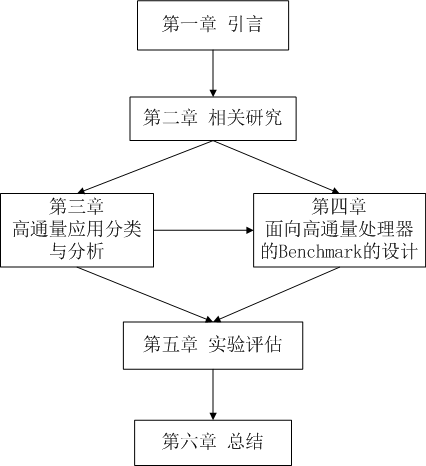 第一章 引言
第二章 相关研究
第三章
高通量应用分类
与分析
第四章
面向高通量处理器
的Benchmark的设计
第五章 实验评估
第六章 总结